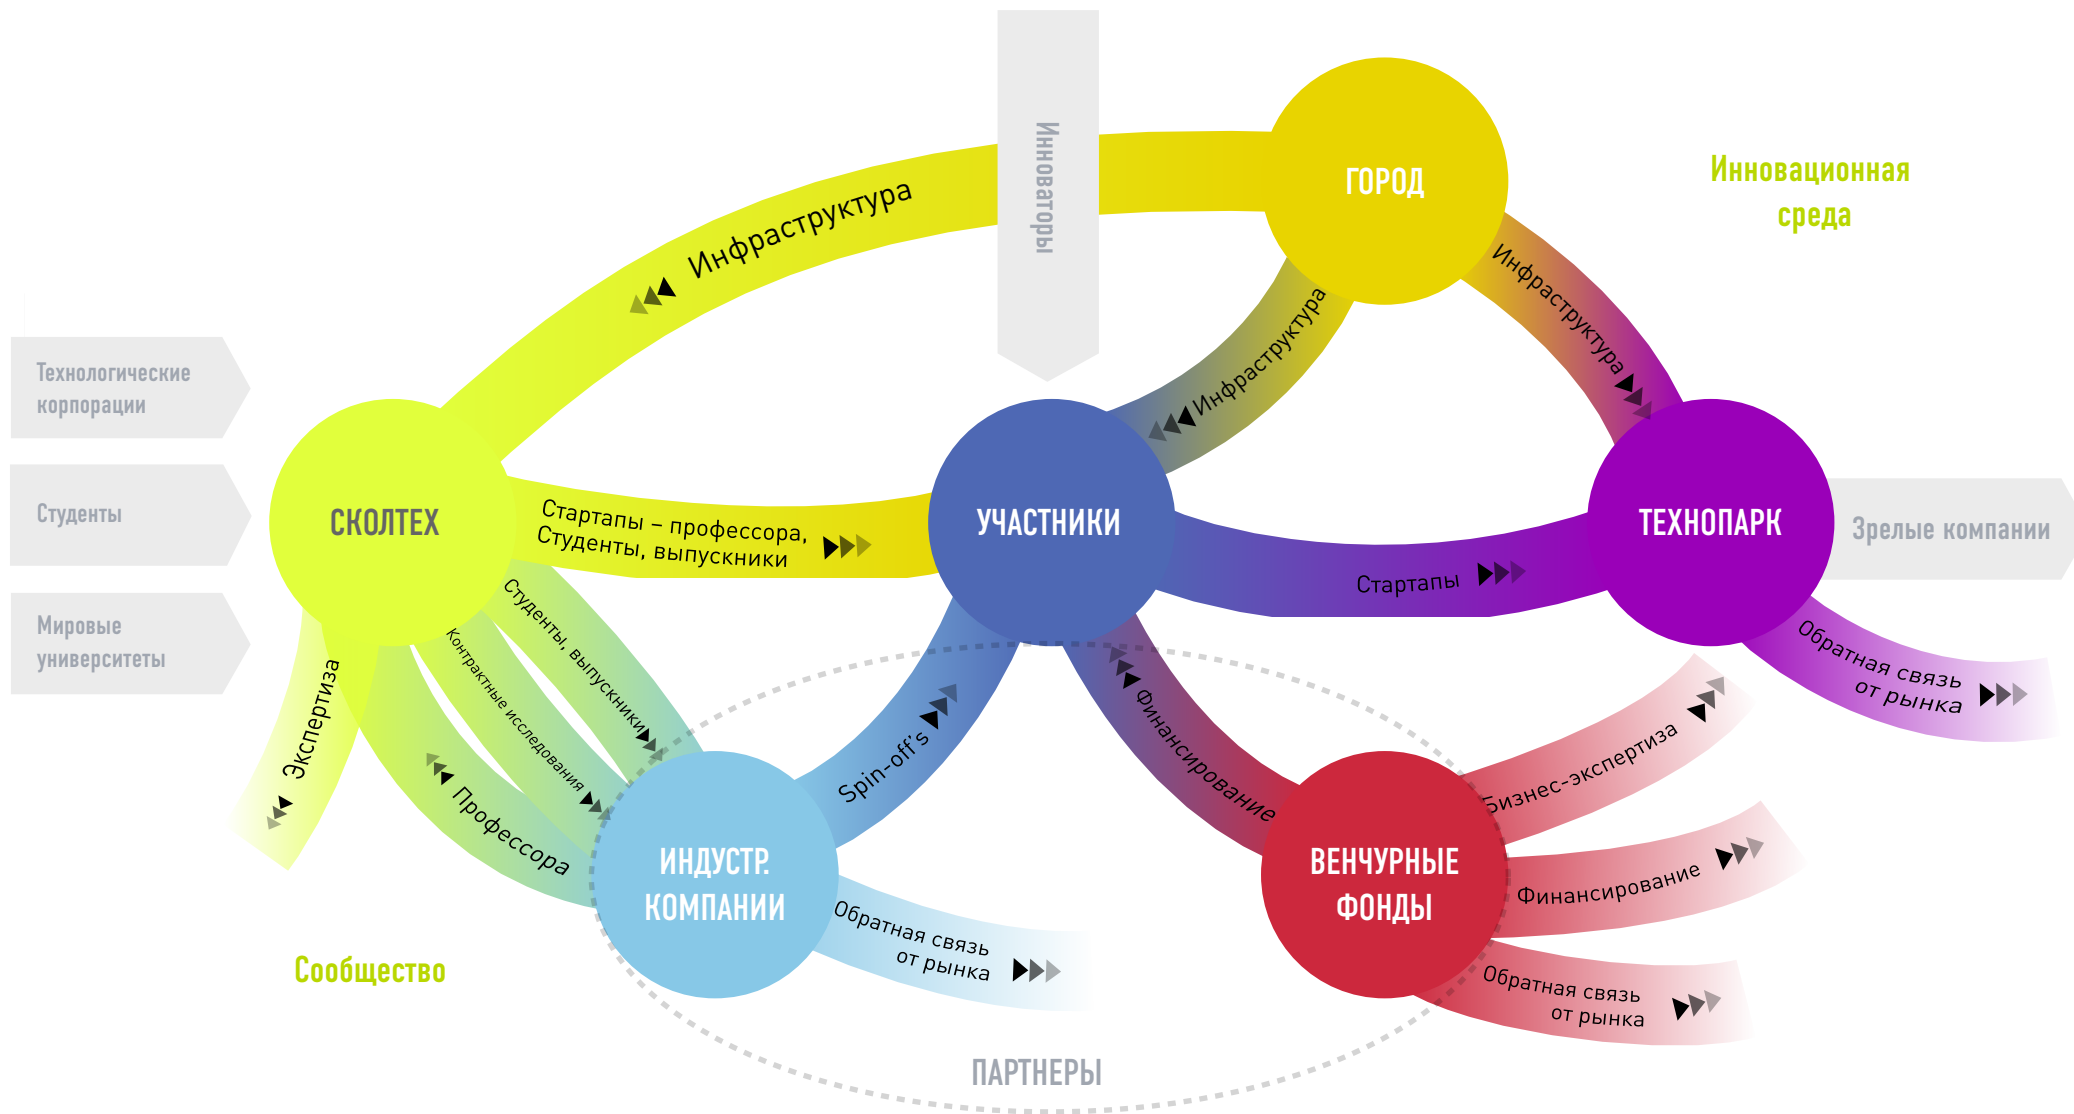 Инноваторы
ГОРОД
Инновационная
среда
Инфраструктура
Инфраструктура
Инфраструктура
Технологические
корпорации
Студенты
Мировые
университеты
СКОЛТЕХ
Стартапы – профессора,
Студенты, выпускники
УЧАСТНИКИ
Стартапы
ТЕХНОПАРК
Зрелые компании
Экспертиза
Профессора
Контрактные исследования
Студенты, выпускники
Spin-off's
Финансирование
Обратная связь
от рынка
Бизнес-экспертиза
ИНДУСТР.
КОМПАНИИ
ВЕНЧУРНЫЕ
ФОНДЫ
Финансирование
Обратная связь
от рынка
Обратная связь
от рынка
Сообщество
ПАРТНЕРЫ